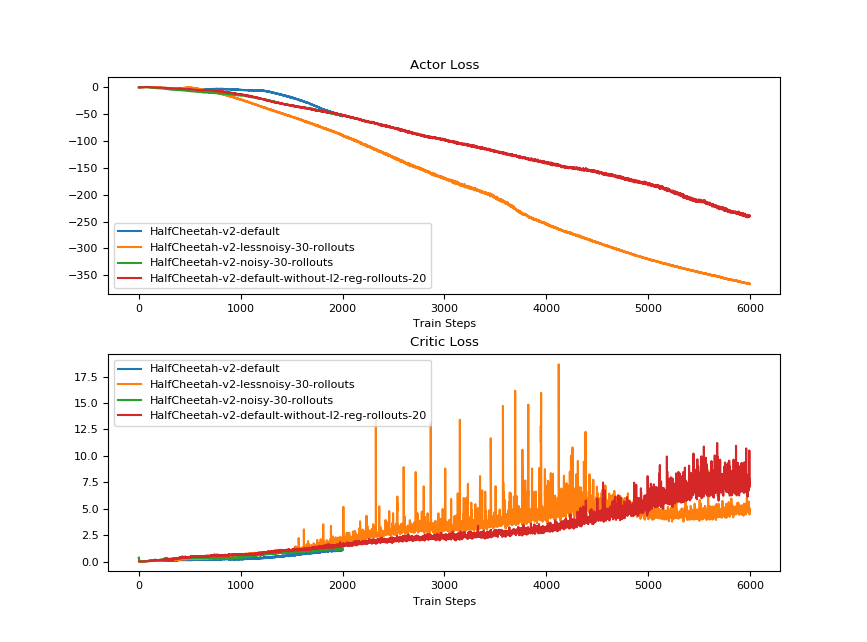 Actor Loss
0
−50
−100
−150
−200
−250
−300
−350
HalfCheetah-v2-default
HalfCheetah-v2-lessnoisy-30-rollouts
HalfCheetah-v2-noisy-30-rollouts
HalfCheetah-v2-default-without-l2-reg-rollouts-20
0 1000 2000 3000 4000 5000 6000
Train Steps
Critic Loss
17.5
15.0
12.5
10.0
7.5
5.0
2.5
0.0
HalfCheetah-v2-default
HalfCheetah-v2-lessnoisy-30-rollouts
HalfCheetah-v2-noisy-30-rollouts
HalfCheetah-v2-default-without-l2-reg-rollouts-20
0 1000 2000 3000 4000 5000 6000
Train Steps